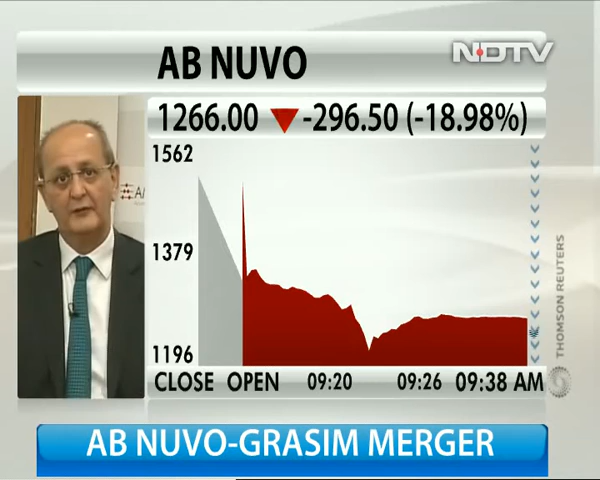 NDTV
AB NUVO
1266.00 ▼ -296.50 (-18.98%)
1562
1379
1196
CLOSE OPEN 09:20 09:26 09:38 AM
THOMSON REUTERS
AB NUVO-GRASIM MERGER